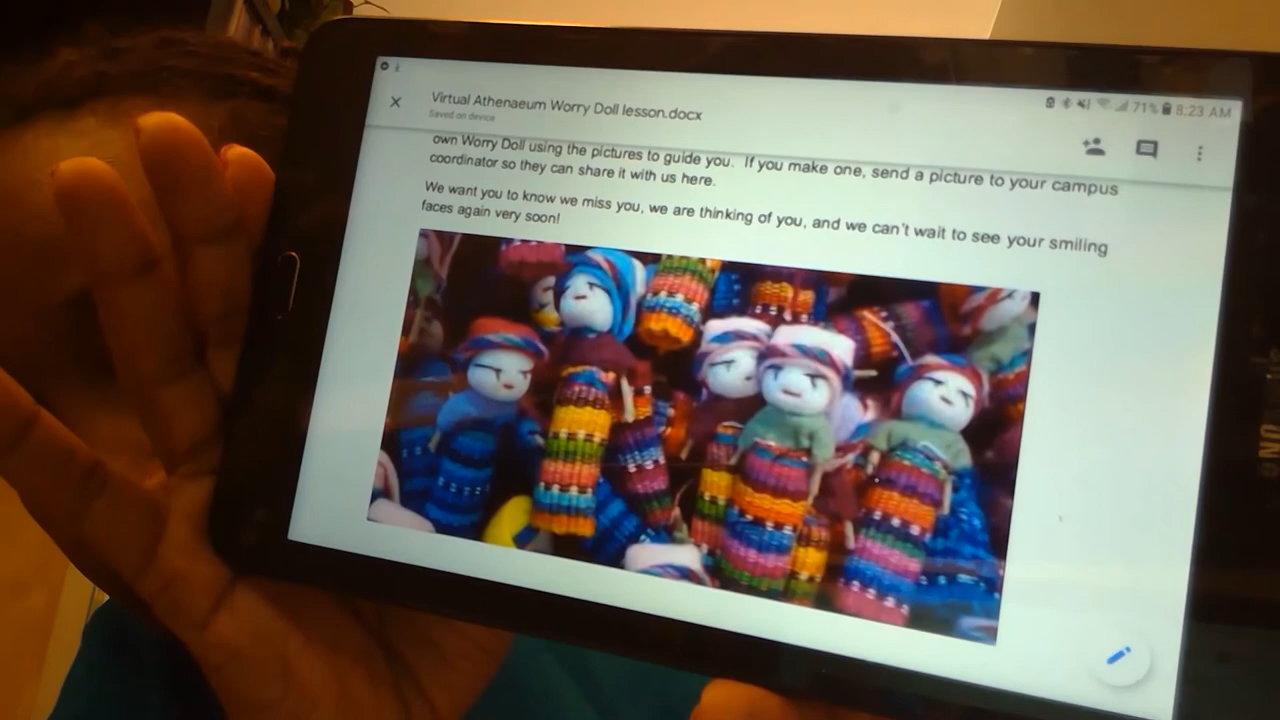 71% 8:23 AM
Virtual Athenaeum Worry Doll lesson.docx
Saved on device
own Worry Doll using the pictures to guide you. If you make one, send a picture to your campus
coordinator so they can share it with us here.
We want you to know we miss you, we are thinking of you, and we can't wait to see your smiling
faces again very soon!